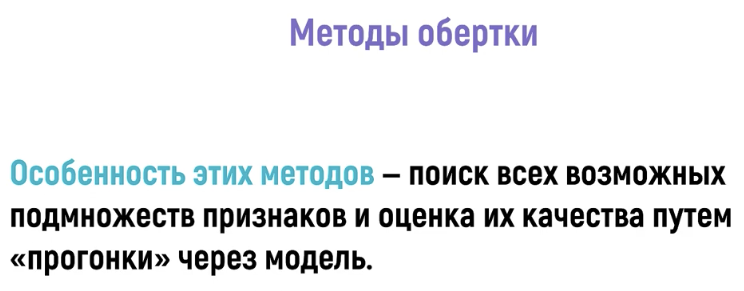 Методы обертки
Особенность этих методов – поиск всех возможных
подмножеств признаков и оценка их качества путем
«прогонки» через модель.